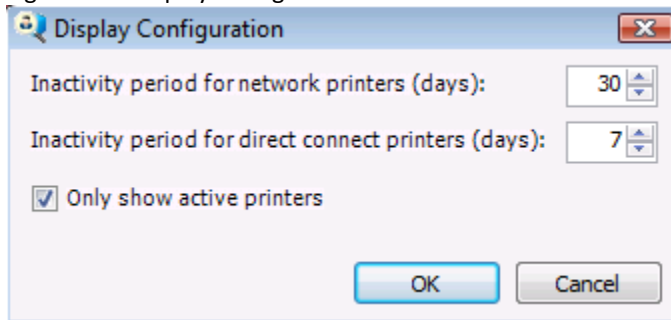 Display Configuration
Inactivity period for network printers (days): 30
Inactivity period for direct connect printers (days): 7
Only show active printers
OK Cancel